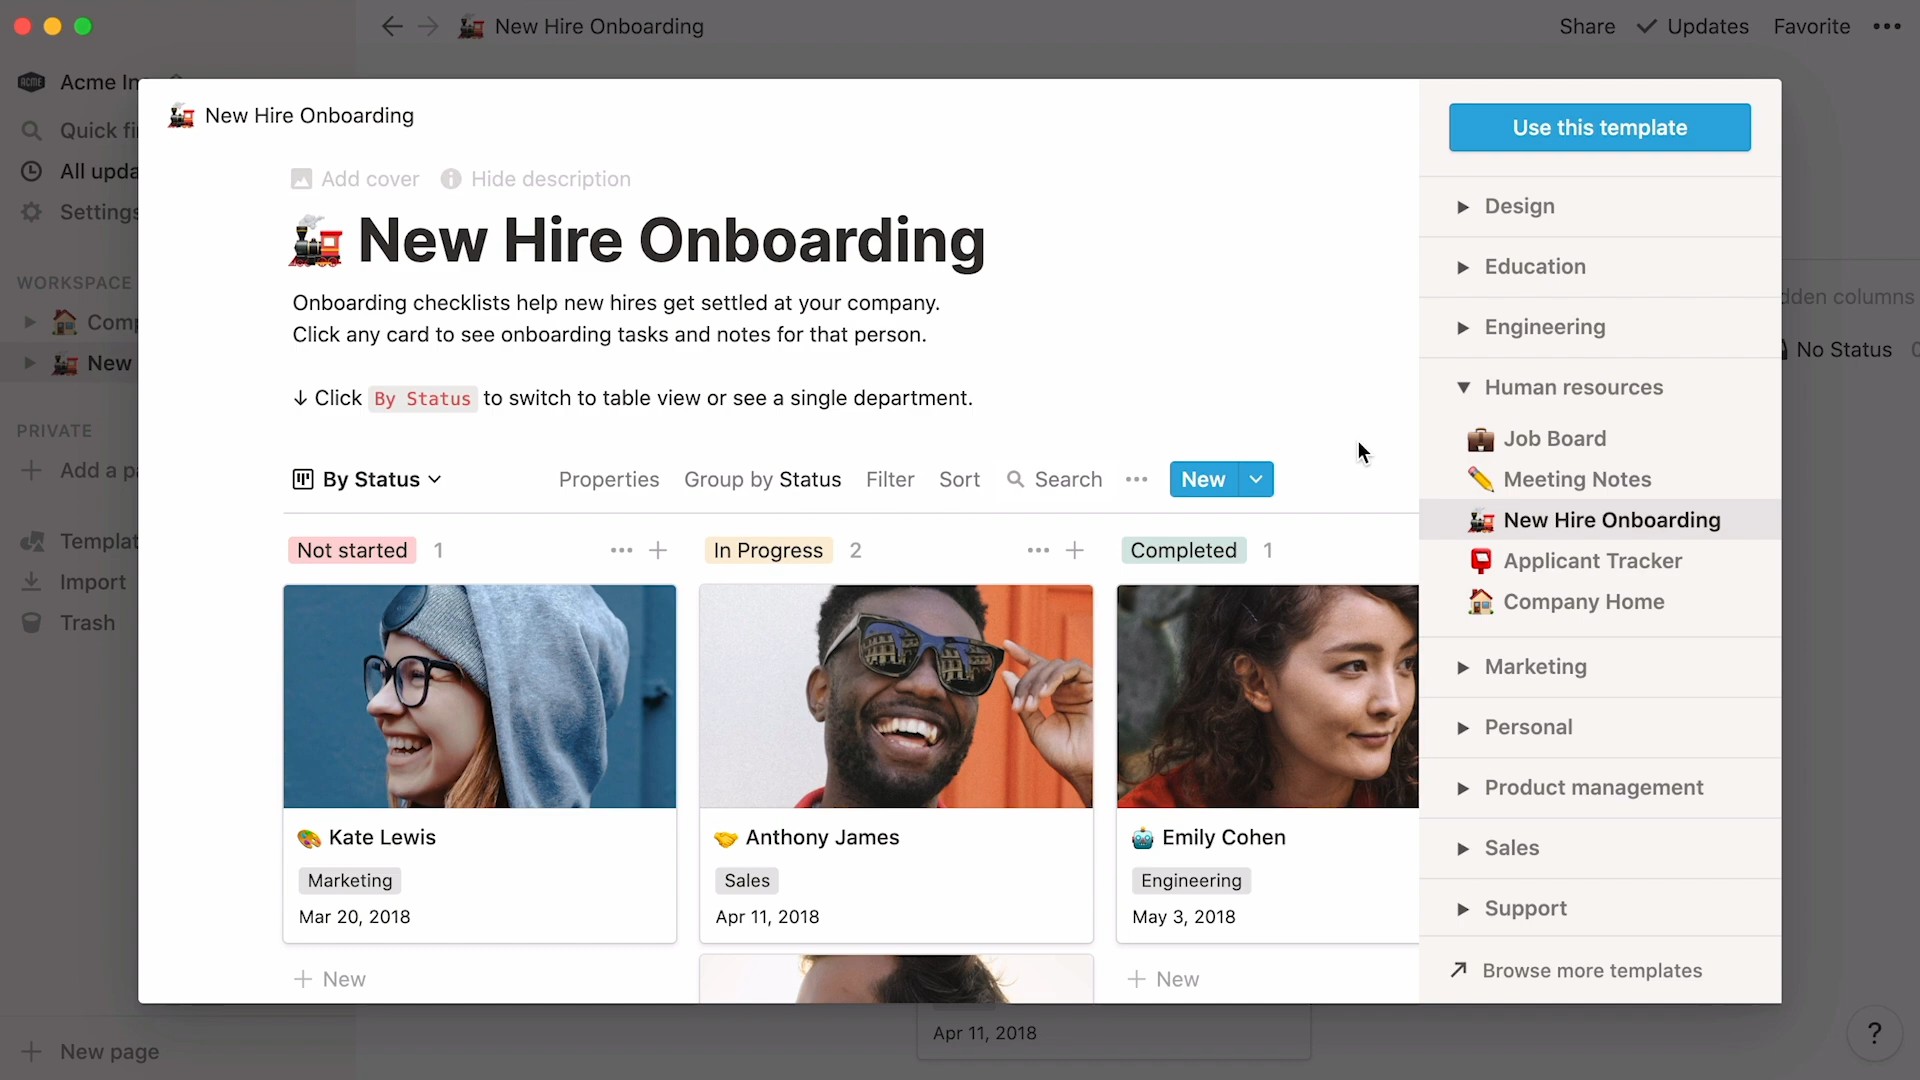 New Hire Onboarding
Share
Updates
Favorite
Acme
Quick
All
Settings
WORKSPACE
New
PRIVATE
Add a
Import
Trash
New page
New Hire Onboarding
Add cover
Hide description
New Hire Onboarding
Onboarding checklists help new hires get settled at your company.
Click any card to see onboarding tasks and notes for that person.
↓ Click By Status to switch to table view or see a single department.
By Status
Properties
Group by Status
Filter
Sort
Search
New
Not started 1
In Progress 2
Completed 1
Kate Lewis
Marketing
Mar 20, 2018
+ New
Anthony James
Sales
Apr 11, 2018
Emily Cohen
Engineering
May 3, 2018
+ New
Use this template
Design
Education
Engineering
Human resources
Job Board
Meeting Notes
New Hire Onboarding
Applicant Tracker
Company Home
Marketing
Personal
Product management
Sales
Support
Browse more templates
columns
No Status
Apr 11, 2018
?